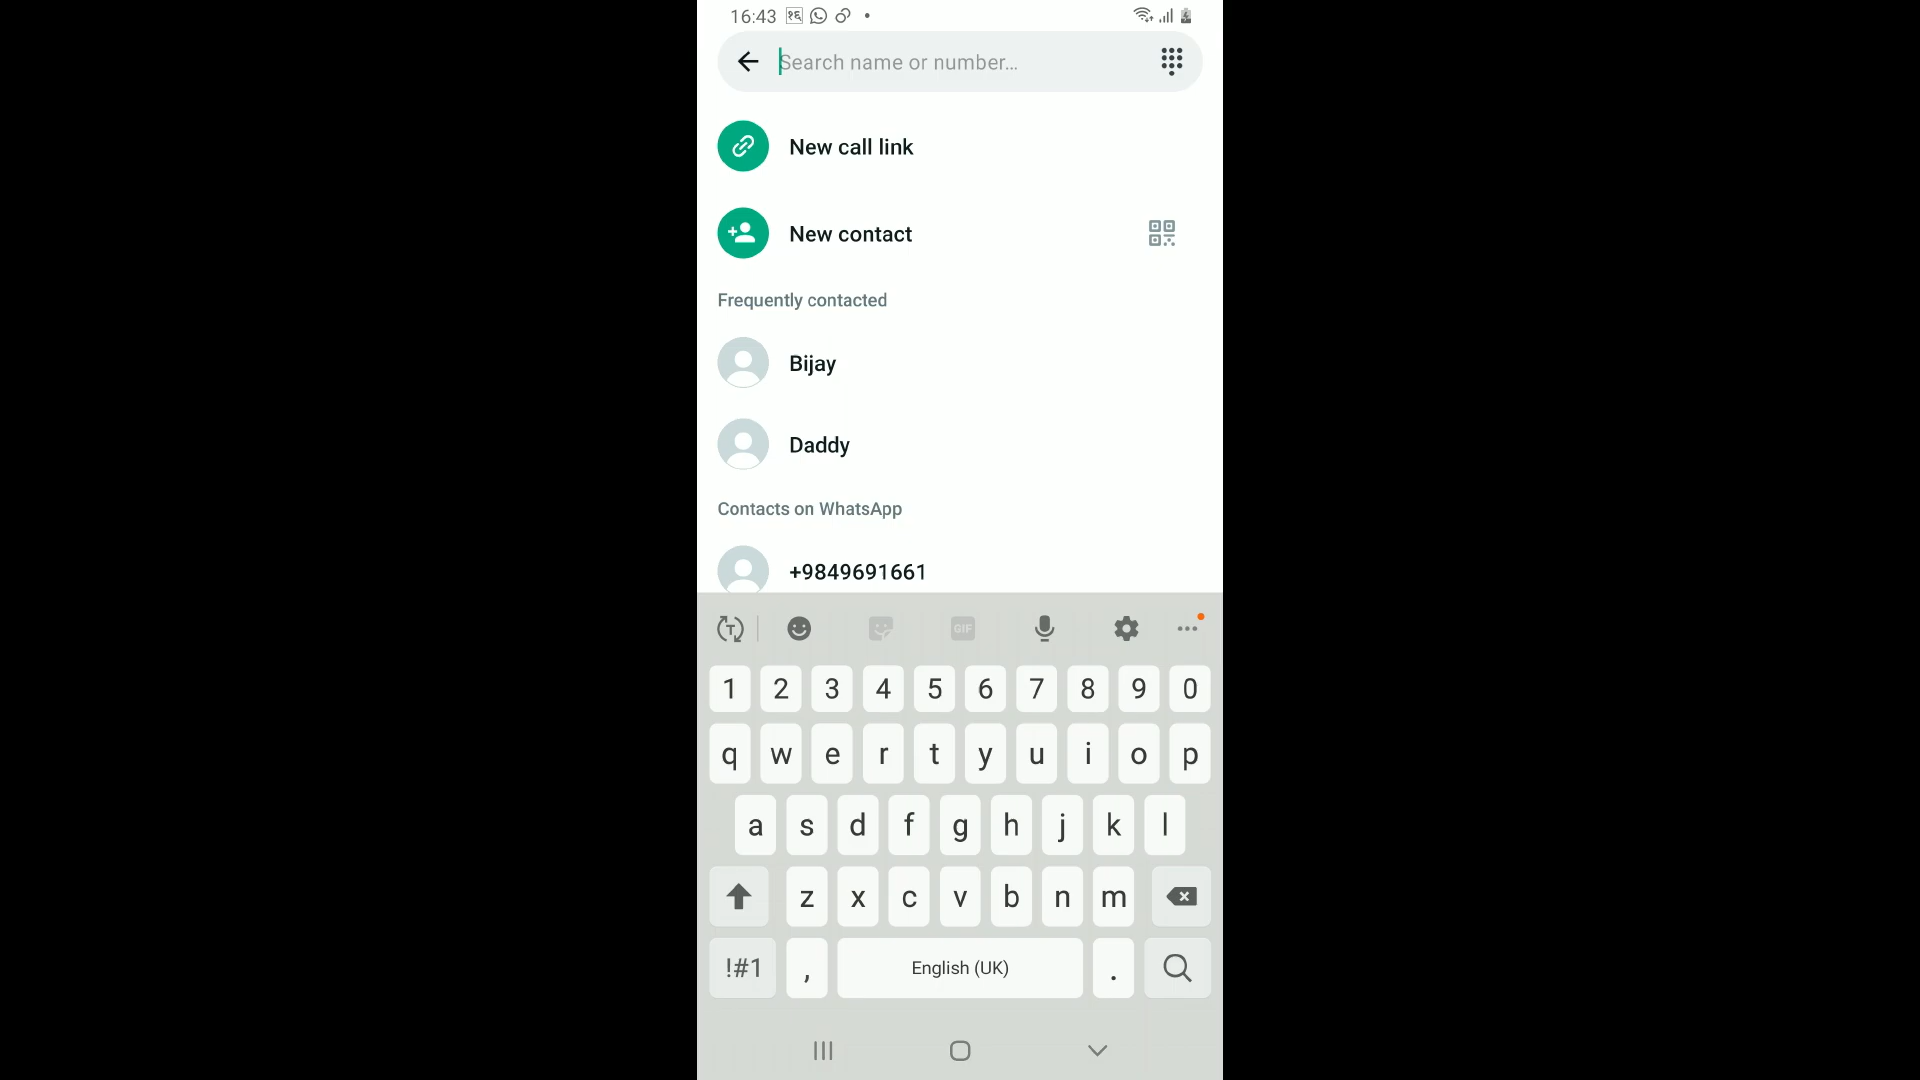 16:43 १६
Search name or number...
New call link
New contact
Frequently contacted
Bijay
Daddy
Contacts on WhatsApp
+9849691661
T GIF ...
1 2 3 4 5 6 7 8 9 0
q w e r t y u i o p
a s d f g h j k l
z x c v b n m
!#1 , English (UK) .